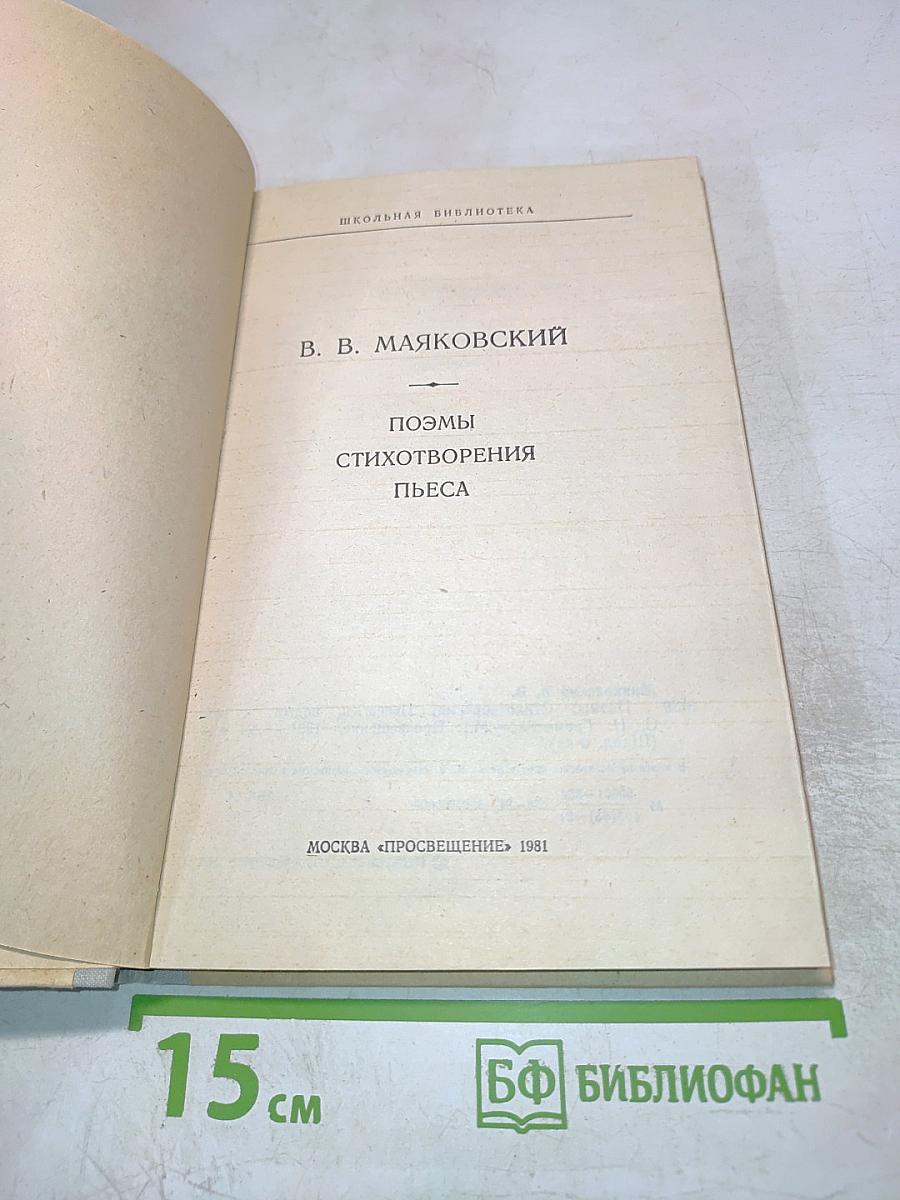 ШКОЛЬНАЯ БИБЛИОТЕКА
В. В. МАЯКОВСКИЙ
ПОЭМЫ
СТИХОТВОРЕНИЯ
ПЬЕСА
МОСКВА «ПРОСВЕЩЕНИЕ» 1981
15 см
БФ БИБЛИОФАН